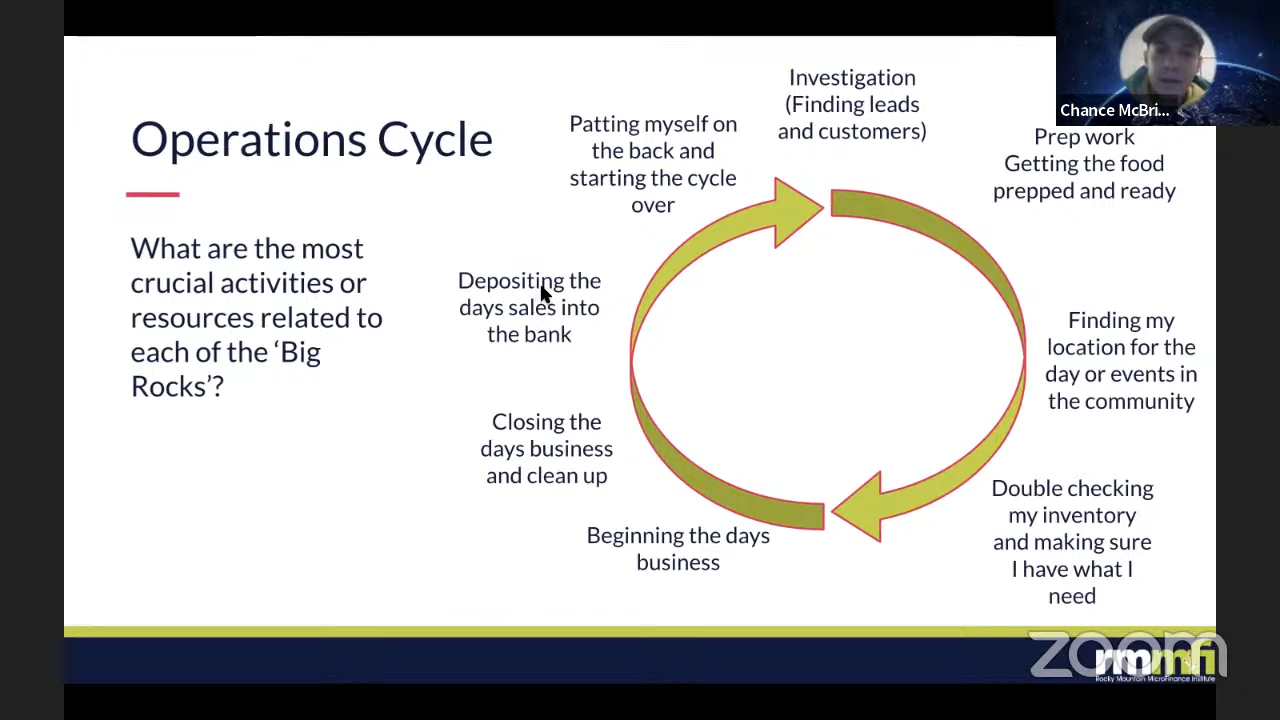 Operations Cycle
What are the most
crucial activities or
resources related to
each of the ‘Big
Rocks’?
Investigation
(Finding leads
and customers)
Prep work
Getting the food
prepped and ready
Finding my
location for the
day or events in
the community
Double checking
my inventory
and making sure
I have what I
need
Beginning the days
business
Closing the
days business
and clean up
Depositing the
days sales into
the bank
Patting myself on
the back and
starting the cycle
over
Chance McBri...
zoom
rmmfi
Rocky Mountain MicroFinance Institute